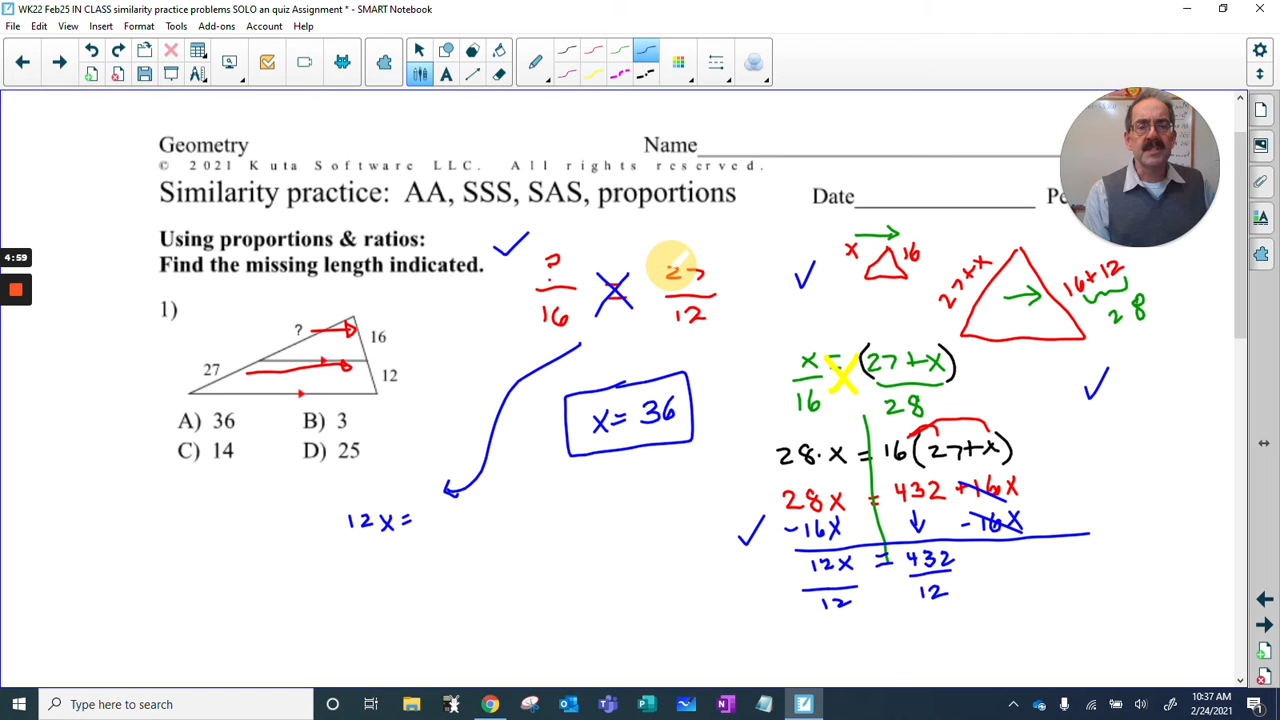 WK22 Feb25 IN CLASS similarity practice problems SOLO an quiz Assignment * - SMART Notebook
File Edit View Insert Format Tools Add-ons Account Help
Geometry
Name
© 2021 Kuta Software LLC. All rights reserved.
Similarity practice: AA, SSS, SAS, proportions
Date
Pe
Using proportions & ratios:
Find the missing length indicated.
4:59
1)
?
16
27
12
A) 36 B) 3
C) 14 D) 25
?/16 = 27/12
x = 36
12x =
x 16
27+x 16+12
28
x/16 = (27+x)/28
28·x = 16(27+x)
28x = 432 +16x
-16x ↓ -16x
12x = 432
12 12
Type here to search
10:37 AM
2/24/2021